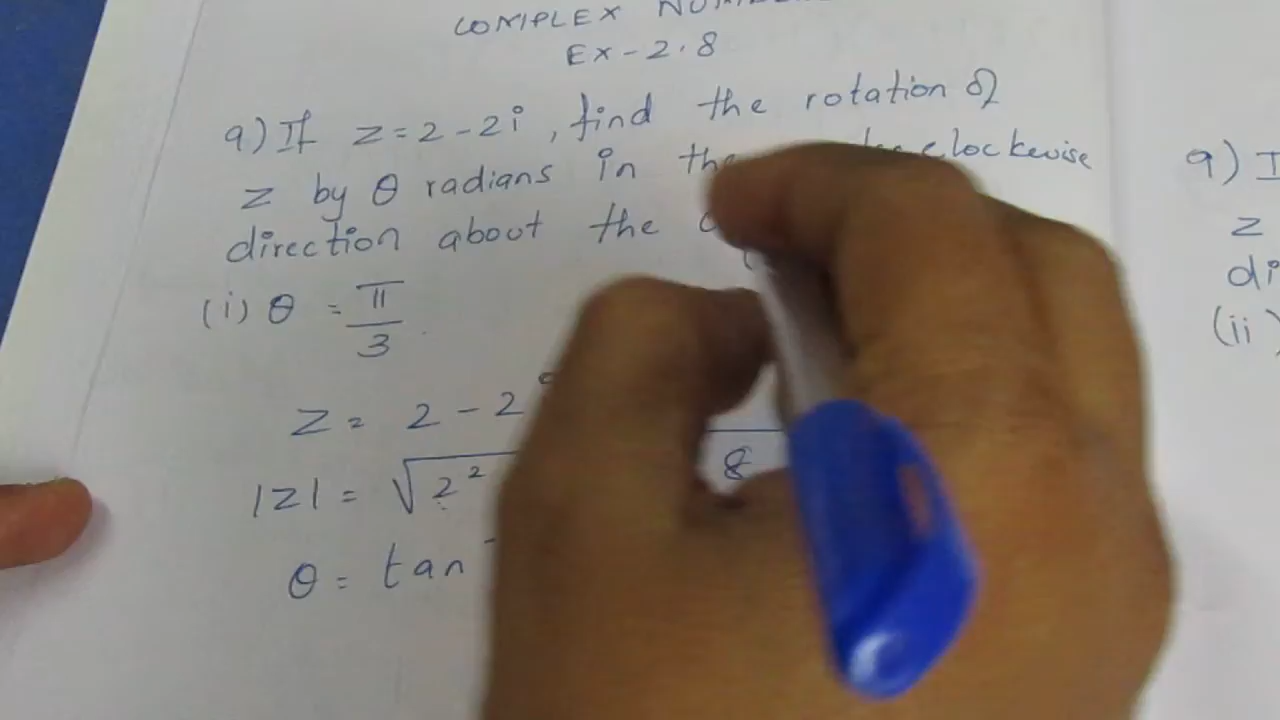 COMPLEX
Ex-2.8
9) If z=2-2i, find the rotation of
z by θ radians in the clockwise
direction about the
(i) θ = π/3
z = 2-2
|z| = √2²
8
θ = tan⁻
9) I
z
di
(ii)